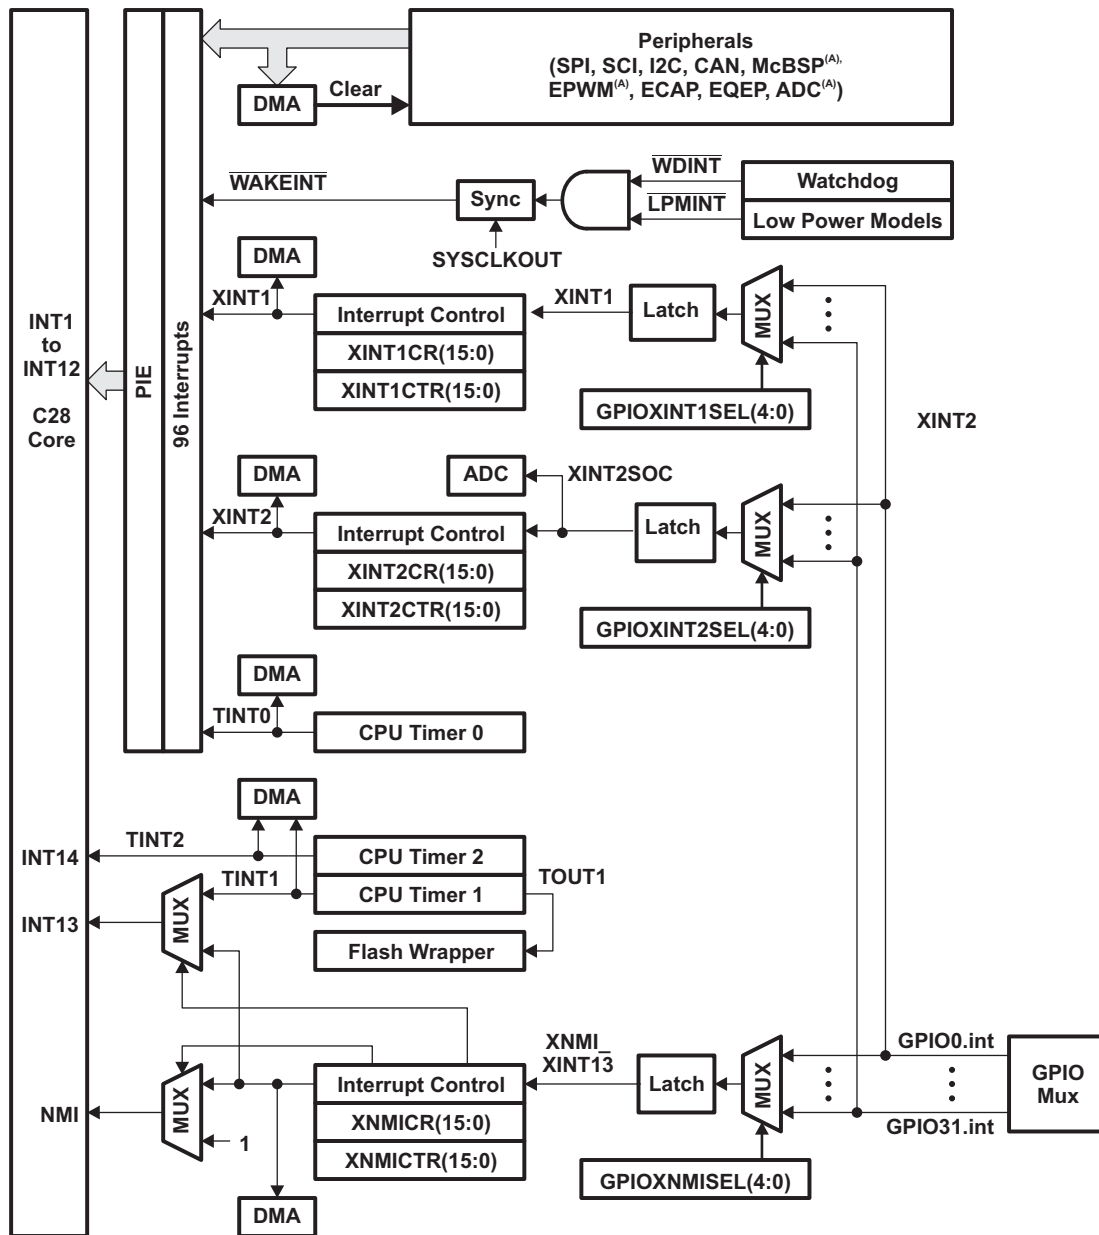 Peripherals
(SPI, SCI, I2C, CAN, McBSP(A),
EPWM(A), ECAP, EQEP, ADC(A))
DMA
Clear
WAKEINT
Sync
SYSCLKOUT
WDINT
LPMINT
Watchdog
Low Power Models
DMA
XINT1
Interrupt Control
XINT1CR(15:0)
XINT1CTR(15:0)
XINT1
Latch
MUX
GPIOXINT1SEL(4:0)
INT1
to
INT12
C28
Core
PIE
96 Interrupts
XINT2
DMA
XINT2
Interrupt Control
XINT2CR(15:0)
XINT2CTR(15:0)
ADC
XINT2SOC
Latch
MUX
GPIOXINT2SEL(4:0)
DMA
TINT0
CPU Timer 0
DMA
INT14
TINT2
CPU Timer 2
TINT1
CPU Timer 1
TOUT1
INT13
MUX
Flash Wrapper
NMI
MUX
1
Interrupt Control
XNMICR(15:0)
XNMICTR(15:0)
DMA
XNMI_
XINT13
Latch
MUX
GPIOXNMISEL(4:0)
GPIO0.int
GPIO31.int
GPIO
Mux